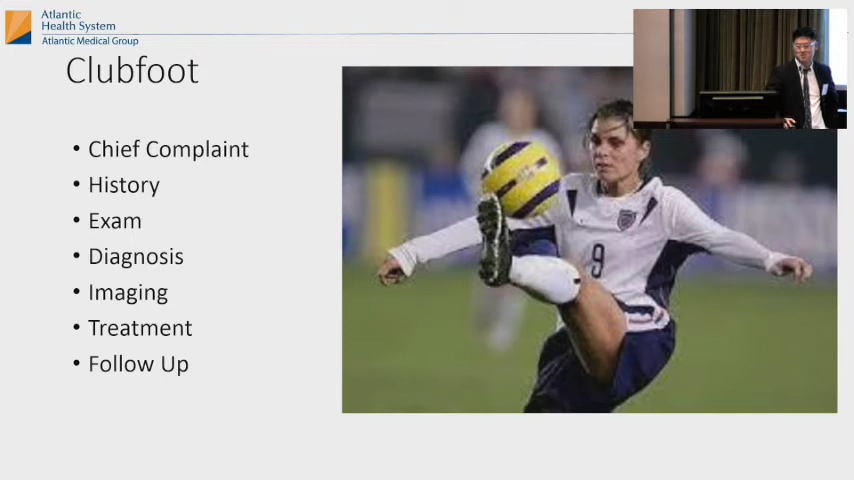 Atlantic
Health System
Atlantic Medical Group
Clubfoot
• Chief Complaint
• History
• Exam
• Diagnosis
• Imaging
• Treatment
• Follow Up
9